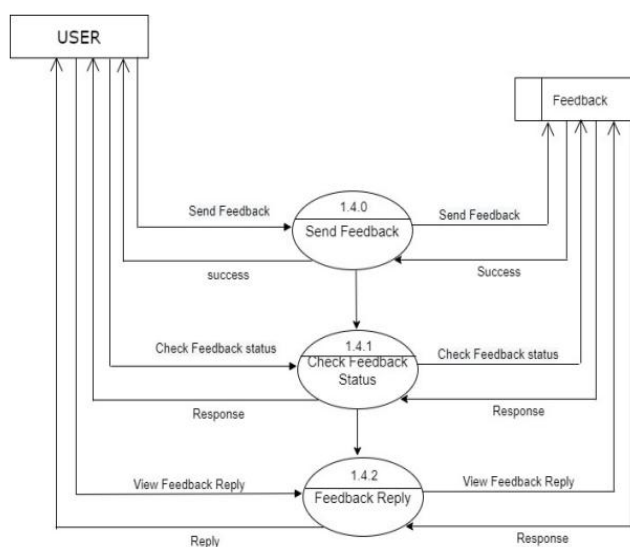 USER
Feedback
1.4.0
Send Feedback
Send Feedback
Send Feedback
success
Success
1.4.1
Check Feedback status
Check Feedback
Status
Check Feedback status
Response
Response
1.4.2
View Feedback Reply
Feedback Reply
View Feedback Reply
Reply
Response